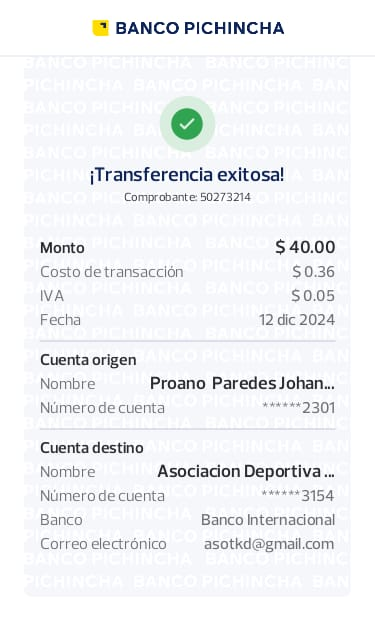 BANCO PICHINCHA
¡Transferencia exitosa!
Comprobante: 50273214
Monto $ 40.00
Costo de transacción $ 0.36
IVA $ 0.05
Fecha 12 dic 2024
Cuenta origen
Nombre Proano Paredes Johan...
Número de cuenta ******2301
Cuenta destino
Nombre Asociacion Deportiva ...
Número de cuenta ******3154
Banco Banco Internacional
Correo electrónico asotkd@gmail.com